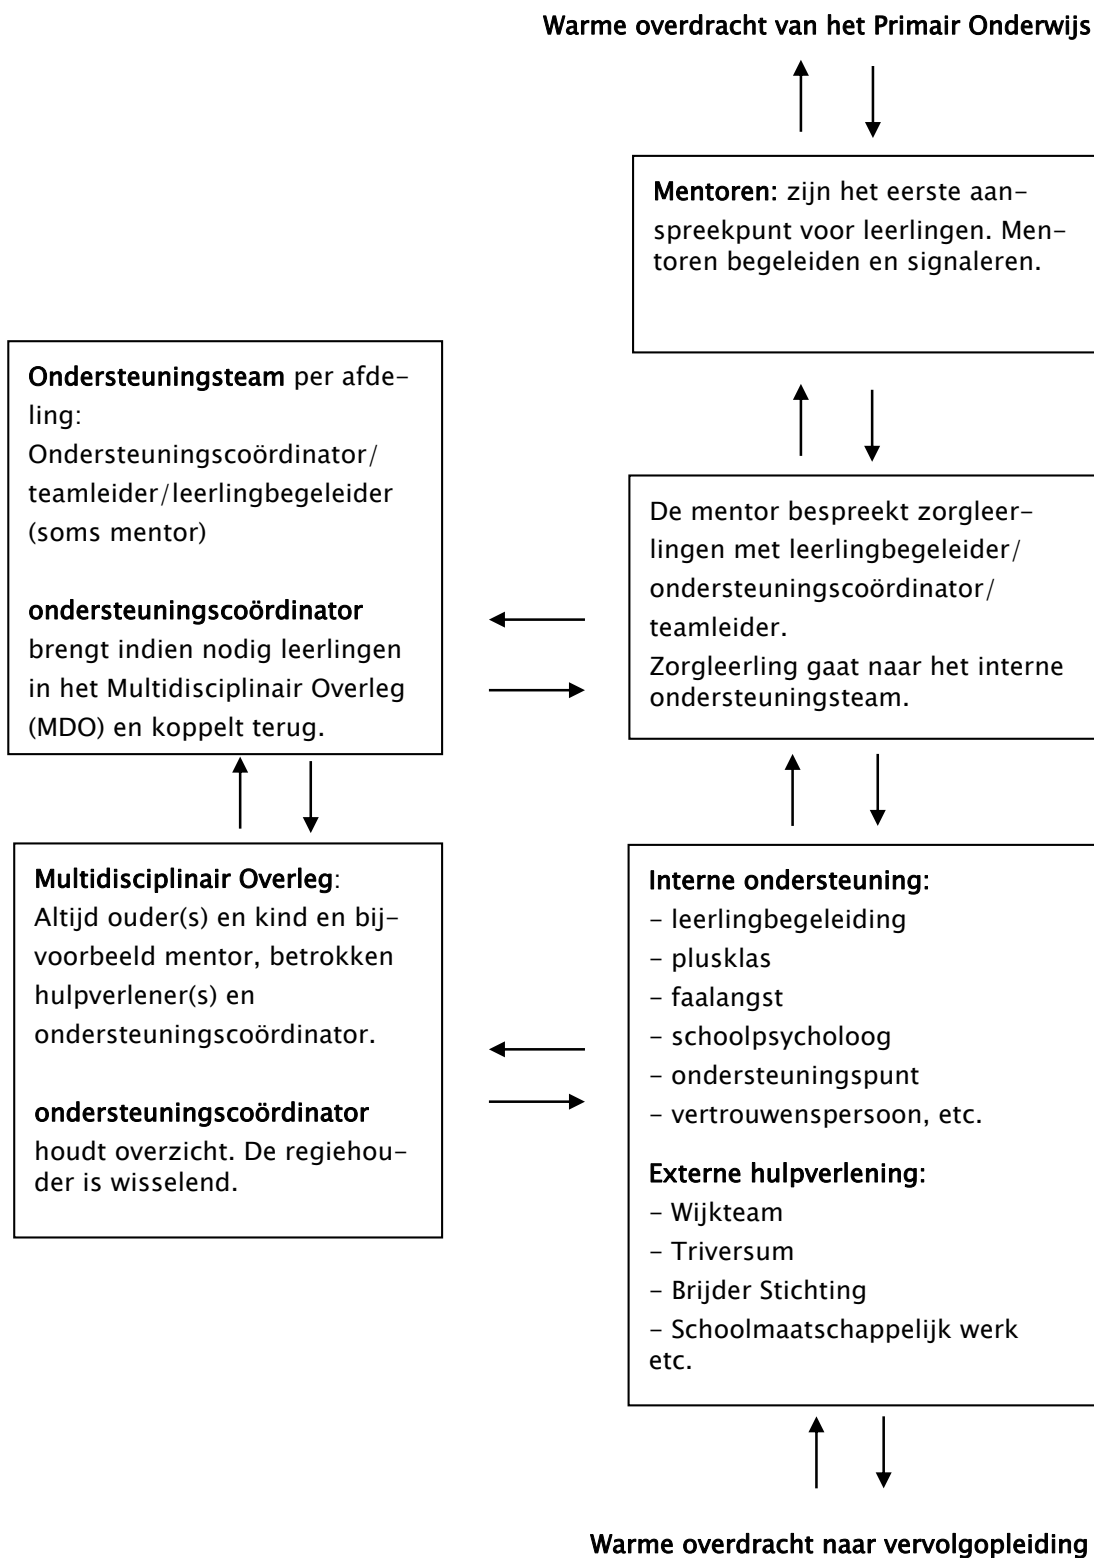 Warme overdracht van het Primair Onderwijs
Mentoren: zijn het eerste aan-
spreekpunt voor leerlingen. Men-
toren begeleiden en signaleren.
Ondersteuningsteam per afde-
ling:
Ondersteuningscoördinator/
teamleider/leerlingbegeleider
(soms mentor)
ondersteuningscoördinator
brengt indien nodig leerlingen
in het Multidisciplinair Overleg
(MDO) en koppelt terug.
De mentor bespreekt zorgleer-
lingen met leerlingbegeleider/
ondersteuningscoördinator/
teamleider.
Zorgleerling gaat naar het interne
ondersteuningsteam.
Multidisciplinair Overleg:
Altijd ouder(s) en kind en bij-
voorbeeld mentor, betrokken
hulpverlener(s) en
ondersteuningscoördinator.
ondersteuningscoördinator
houdt overzicht. De regiehou-
der is wisselend.
Interne ondersteuning:
- leerlingbegeleiding
- plusklas
- faalangst
- schoolpsycholoog
- ondersteuningspunt
- vertrouwenspersoon, etc.
Externe hulpverlening:
- Wijkteam
- Triversum
- Brijder Stichting
- Schoolmaatschappelijk werk
etc.
Warme overdracht naar vervolgopleiding